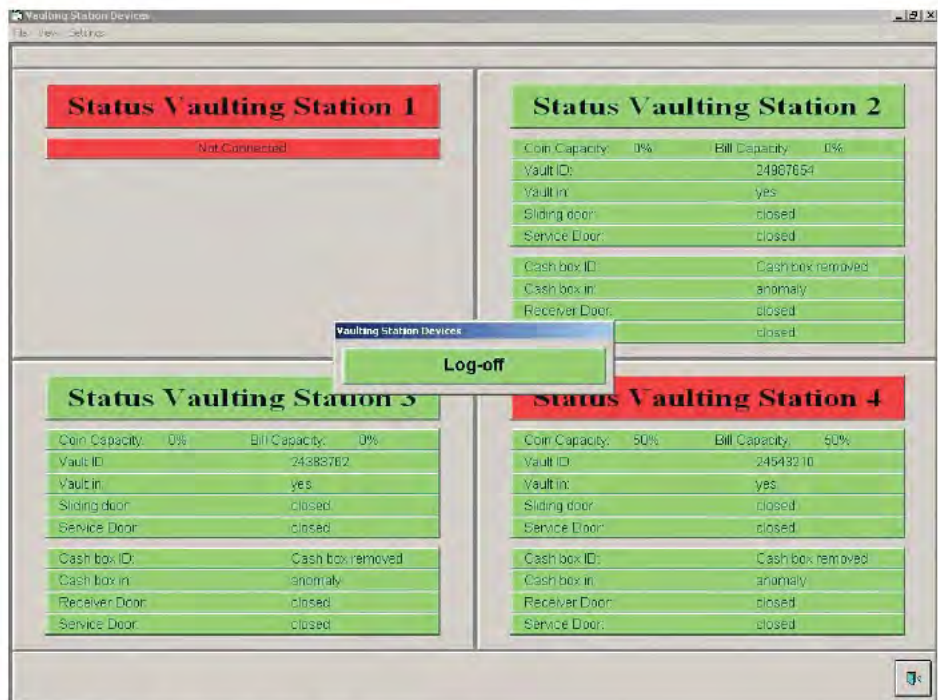 Vaulting Station Devices
File View Settings
Status Vaulting Station 1
Not Connected
Status Vaulting Station 2
Coin Capacity: 0% Bill Capacity 0%
Vault ID: 24987654
Vault in: yes
Sliding door: closed
Service Door: closed
Cash box ID: Cash box removed
Cash box in: anomaly
Receiver Door: closed
closed
Vaulting Station Devices
Log-off
Status Vaulting Station 3
Coin Capacity: 0% Bill Capacity: 0%
Vault ID 24383762
Vault in: yes
Sliding door closed
Service Door closed
Cash box ID: Cash box removed
Cash box in anomaly
Receiver Door: closed
Service Door: closed
Status Vaulting Station 4
Coin Capacity: 50% Bill Capacity: 50%
Vault ID 24543210
Vault in: yes
Sliding door closed
Service Door: closed
Cash box ID: Cash box removed
Cash box in anomaly
Receiver Door: closed
Service Door: closed